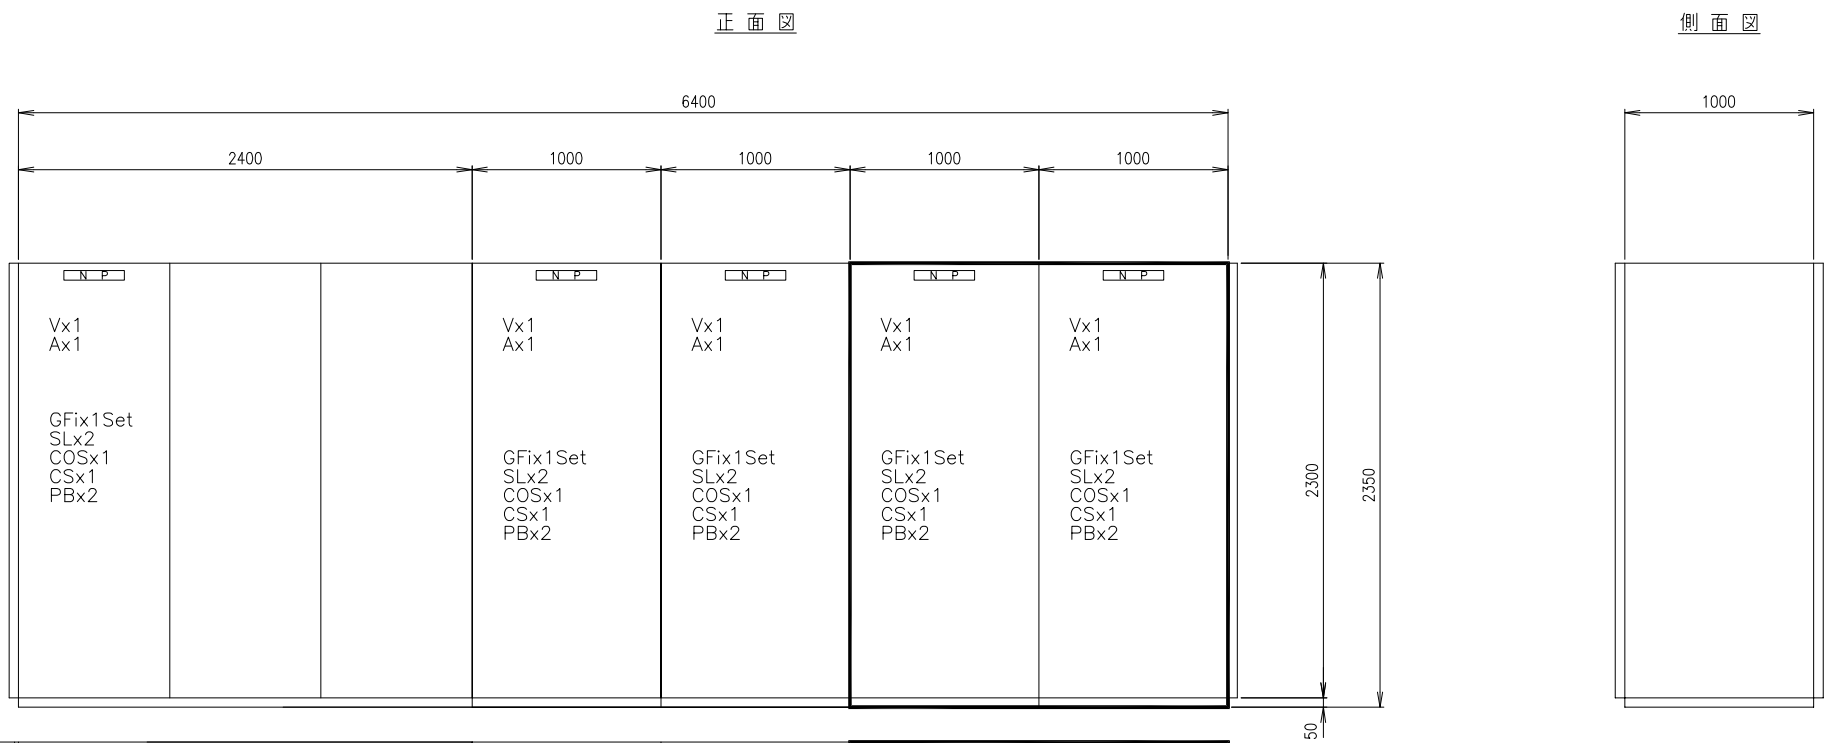 正面図
側面図
6400
1000
2400
1000
1000
1000
1000
N P
N P
N P
N P
N P
Vx1
Ax1
Vx1
Ax1
Vx1
Ax1
Vx1
Ax1
Vx1
Ax1
GFix1Set
SLx2
COSx1
CSx1
PBx2
GFix1Set
SLx2
COSx1
CSx1
PBx2
GFix1Set
SLx2
COSx1
CSx1
PBx2
GFix1Set
SLx2
COSx1
CSx1
PBx2
GFix1Set
SLx2
COSx1
CSx1
PBx2
2300
2350
50